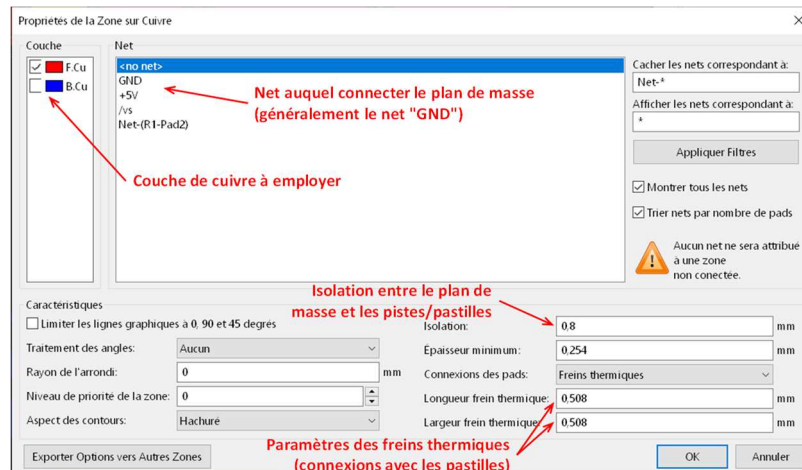 Propriétés de la Zone sur Cuivre
Couche
F.Cu
B.Cu
Net
<no net>
GND
+5V
/vs
Net-(R1-Pad2)
Net auquel connecter le plan de masse
(généralement le net "GND")
Couche de cuivre à employer
Cacher les nets correspondant à:
Net-*
Afficher les nets correspondant à:
*
Appliquer Filtres
Montrer tous les nets
Trier nets par nombre de pads
Aucun net ne sera attribué
à une zone
non conectée.
Isolation entre le plan de
masse et les pistes/pastilles
Caractéristiques
Limiter les lignes graphiques à 0, 90 et 45 degrés
Traitement des angles: Aucun
Rayon de l'arrondi: 0 mm
Niveau de priorité de la zone: 0
Aspect des contours: Hachuré
Isolation: 0,8 mm
Épaisseur minimum: 0,254 mm
Connexions des pads: Freins thermiques
Longueur frein thermique: 0,508 mm
Largeur frein thermique: 0,508 mm
Paramètres des freins thermiques
(connexions avec les pastilles)
Exporter Options vers Autres Zones
OK
Annuler